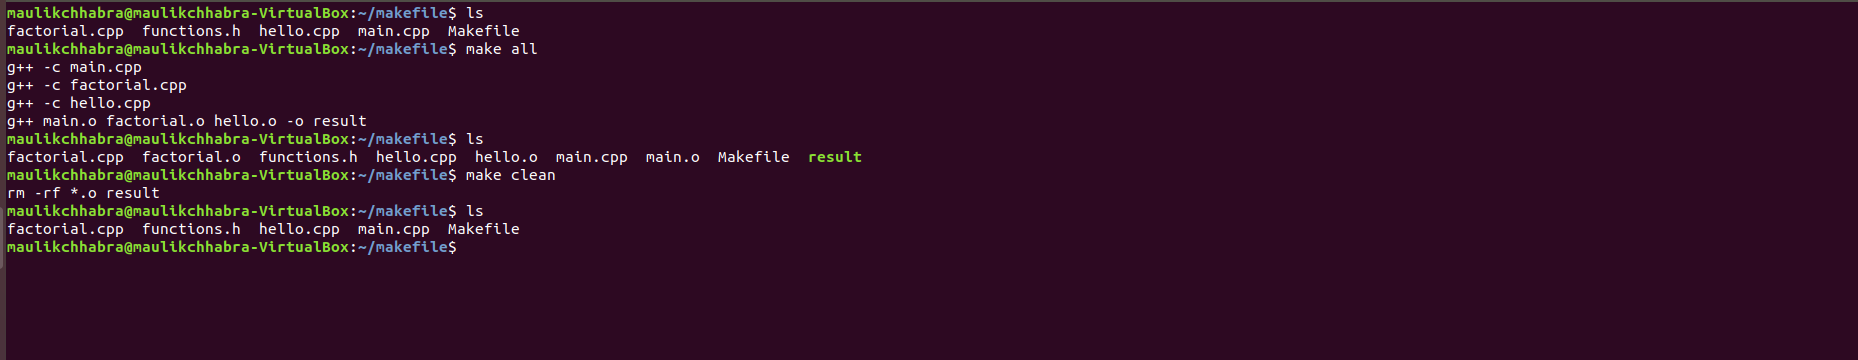 maulikchhabra@maulikchhabra-VirtualBox:~/makefile$ ls
factorial.cpp  functions.h  hello.cpp  main.cpp  Makefile
maulikchhabra@maulikchhabra-VirtualBox:~/makefile$ make all
g++ -c main.cpp
g++ -c factorial.cpp
g++ -c hello.cpp
g++ main.o factorial.o hello.o -o result
maulikchhabra@maulikchhabra-VirtualBox:~/makefile$ ls
factorial.cpp  factorial.o  functions.h  hello.cpp  hello.o  main.cpp  main.o  Makefile  result
maulikchhabra@maulikchhabra-VirtualBox:~/makefile$ make clean
rm -rf *.o result
maulikchhabra@maulikchhabra-VirtualBox:~/makefile$ ls
factorial.cpp  functions.h  hello.cpp  main.cpp  Makefile
maulikchhabra@maulikchhabra-VirtualBox:~/makefile$